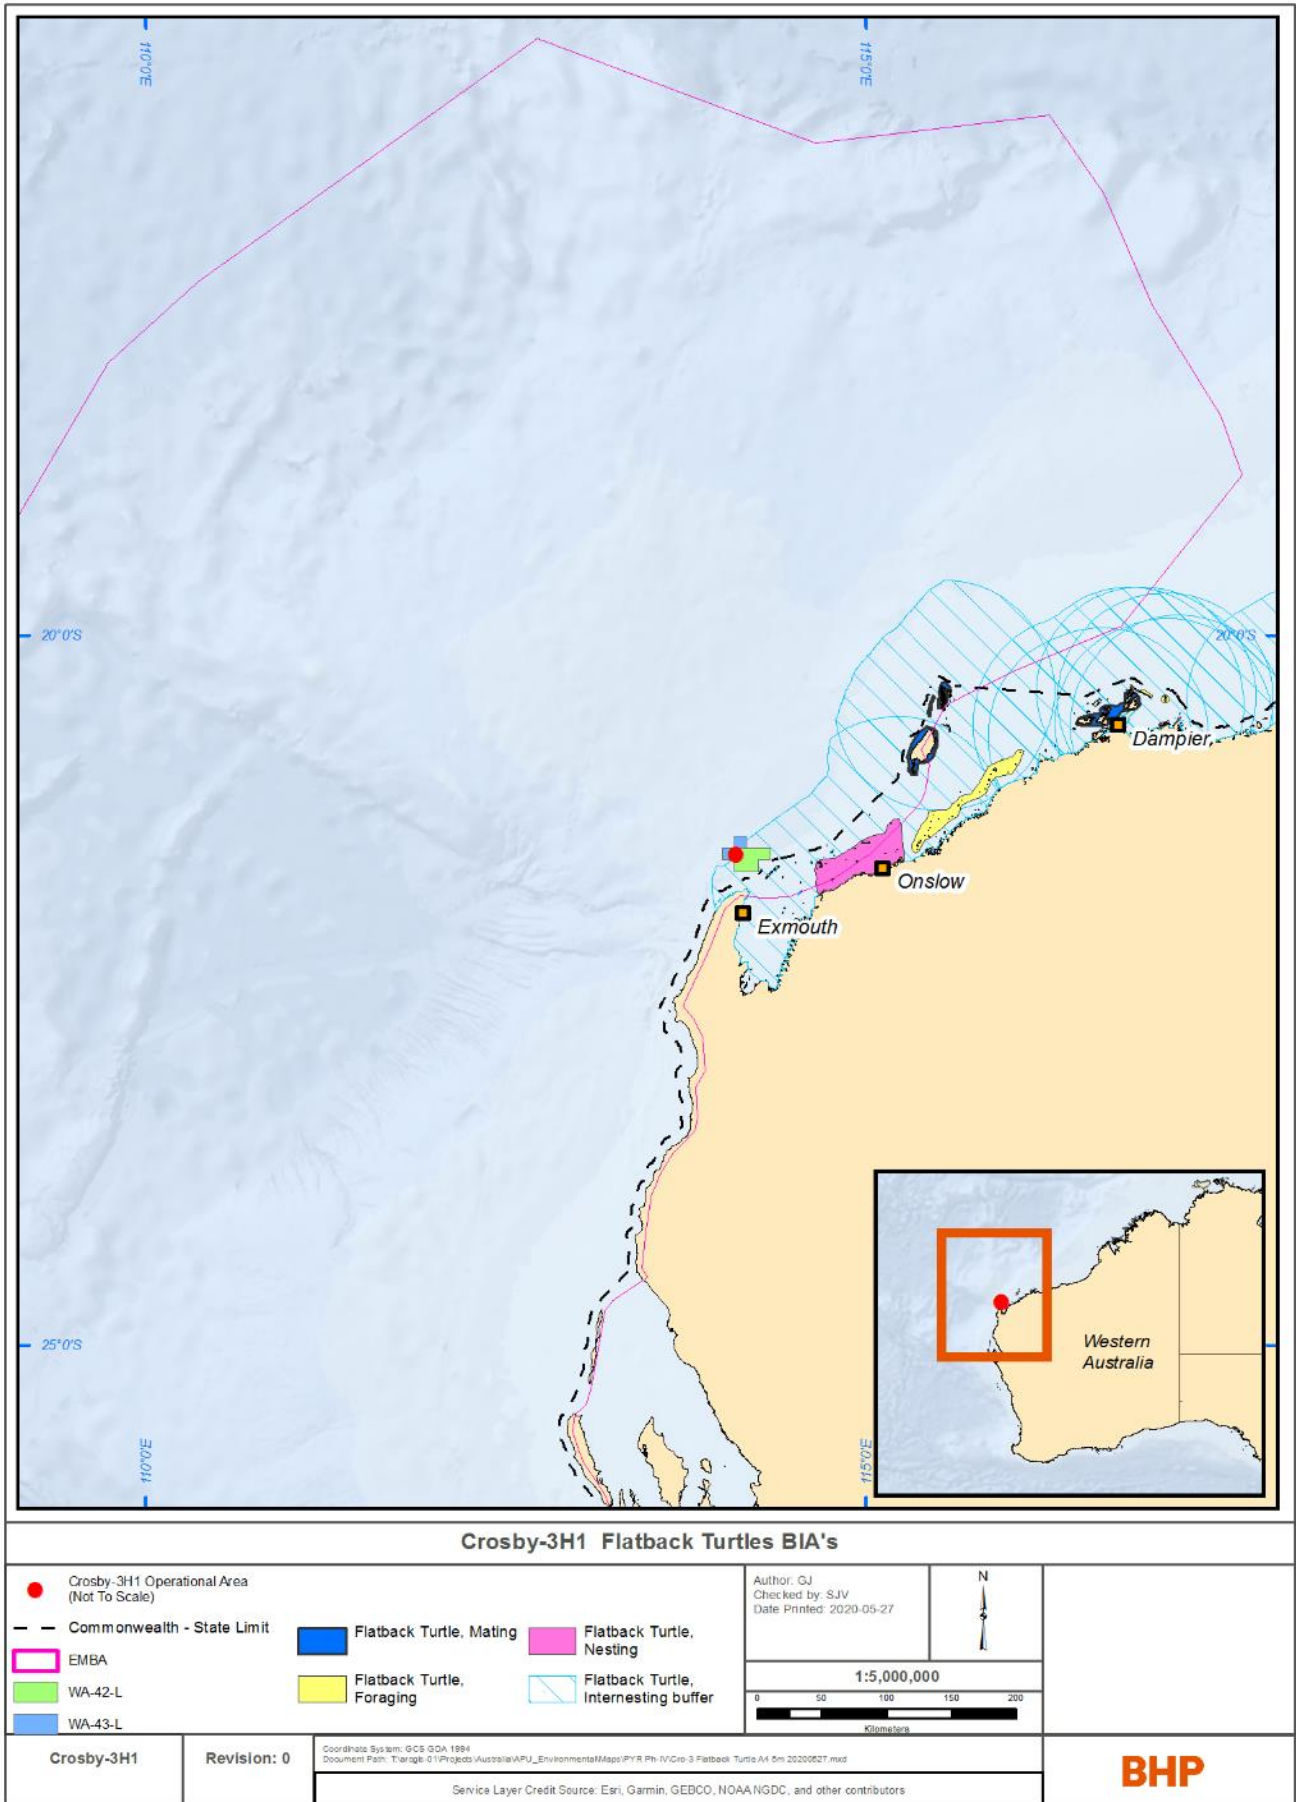 110°0'E
115°0'E
20°0'S
20°0'S
Dampier
Onslow
Exmouth
25°0'S
Western
Australia
110°0'E
115°0'E
Crosby-3H1 Flatback Turtles BIA's
Crosby-3H1 Operational Area
(Not To Scale)
Commonwealth - State Limit
EMBA
WA-42-L
WA-43-L
Flatback Turtle, Mating
Flatback Turtle,
Foraging
Flatback Turtle,
Nesting
Flatback Turtle,
Internesting buffer
Author: GJ
Checked by: SJV
Date Printed: 2020-05-27
N
1:5,000,000
0 50 100 150 200
Kilometers
Crosby-3H1
Revision: 0
Coordinate System: GCS GDA 1994
Document Path:
Service Layer Credit Source: Esri, Garmin, GEBCO, NOAA NGDC, and other contributors
BHP